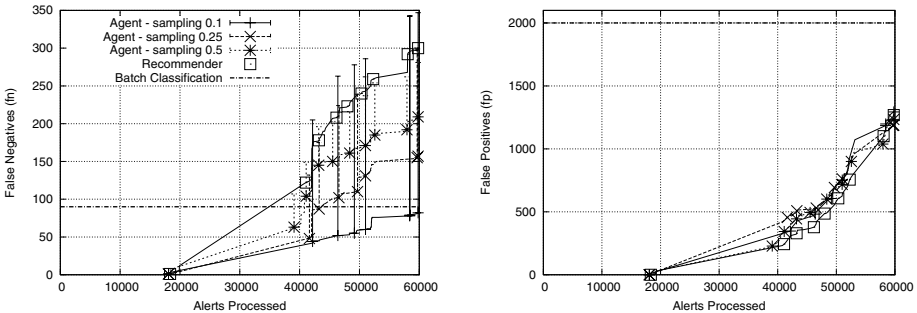 False Negatives (fn)
350
300
250
200
150
100
50
0
Agent - sampling 0.1
Agent - sampling 0.25
Agent - sampling 0.5
Recommender
Batch Classification
0 10000 20000 30000 40000 50000 60000
Alerts Processed
False Positives (fp)
2000
1500
1000
500
0
0 10000 20000 30000 40000 50000 60000
Alerts Processed